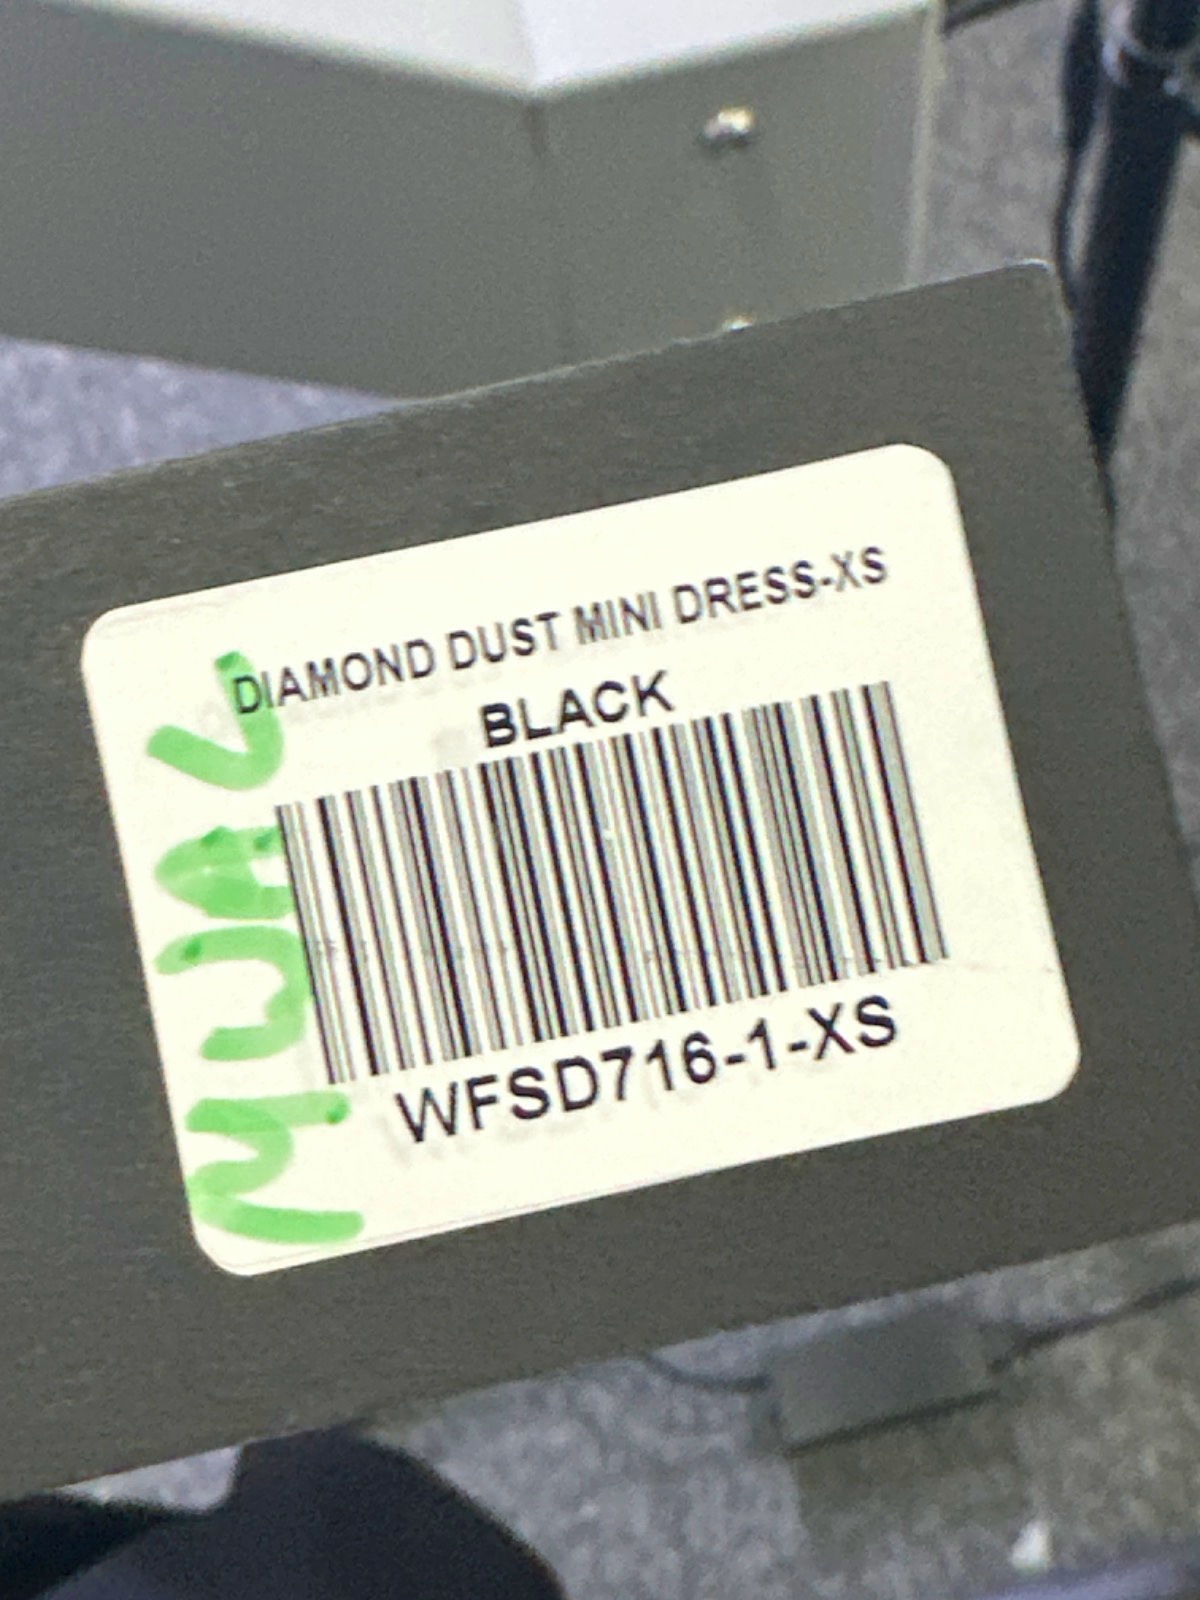 DIAMOND DUST MINI DRESS-XS
BLACK
WFSD716-1-XS